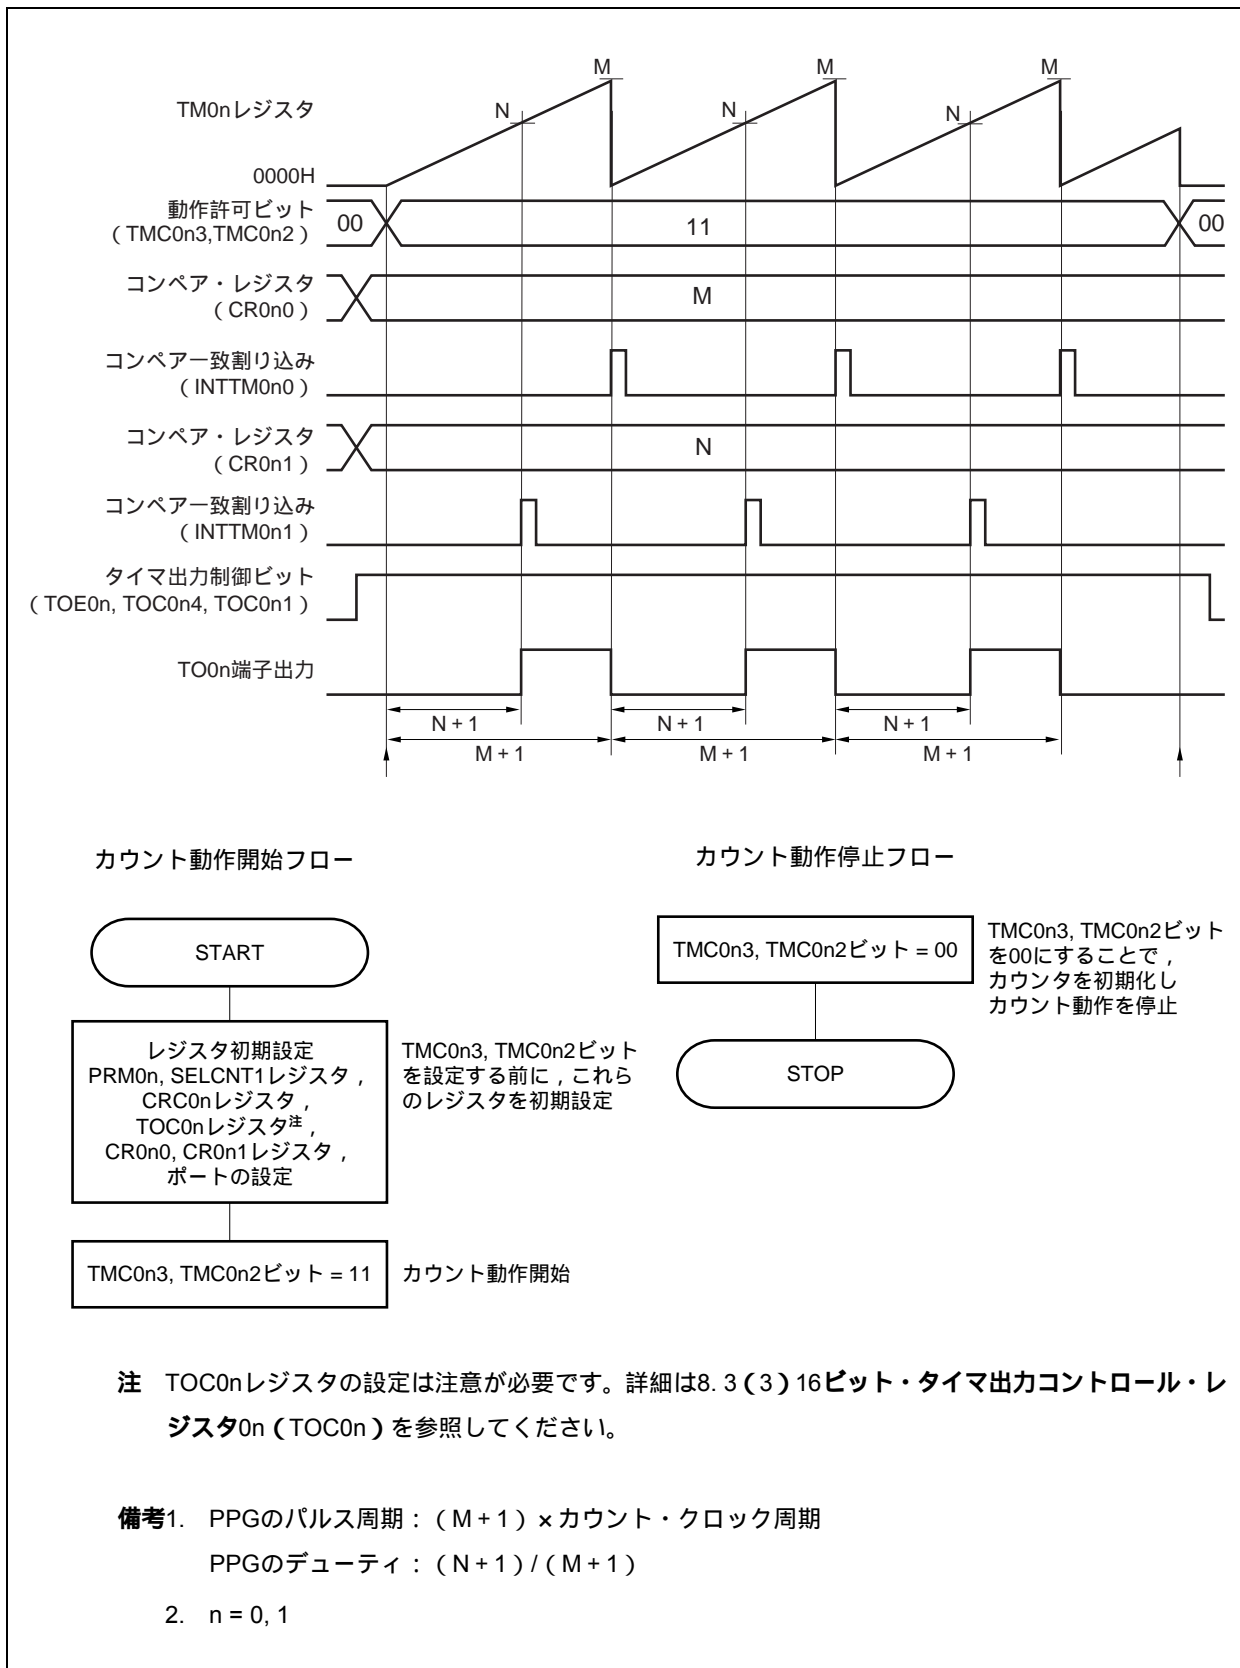 M
M
M
N
N
N
TM0nレジスタ
0000H
動作許可ビット
（TMC0n3,TMC0n2）
00
11
00
コンペア・レジスタ
（CR0n0）
M
コンペア一致割り込み
（INTTM0n0）
コンペア・レジスタ
（CR0n1）
N
コンペア一致割り込み
（INTTM0n1）
タイマ出力制御ビット
（TOE0n, TOC0n4, TOC0n1）
TO0n端子出力
N + 1
N + 1
N + 1
M + 1
M + 1
M + 1
カウント動作開始フロー
START
レジスタ初期設定
PRM0n, SELCNT1レジスタ，
CRC0nレジスタ，
TOC0nレジスタ注，
CR0n0, CR0n1レジスタ，
ポートの設定
TMC0n3, TMC0n2ビット
を設定する前に，これら
のレジスタを初期設定
TMC0n3, TMC0n2ビット = 11
カウント動作開始
カウント動作停止フロー
TMC0n3, TMC0n2ビット = 00
TMC0n3, TMC0n2ビット
を00にすることで，
カウンタを初期化し
カウント動作を停止
STOP
注 TOC0nレジスタの設定は注意が必要です。詳細は8. 3（3）16ビット・タイマ出力コントロール・レ
ジスタ0n（TOC0n）を参照してください。
備考1. PPGのパルス周期：（M + 1）×カウント・クロック周期
PPGのデューティ：（N + 1）/（M + 1）
2. n = 0, 1